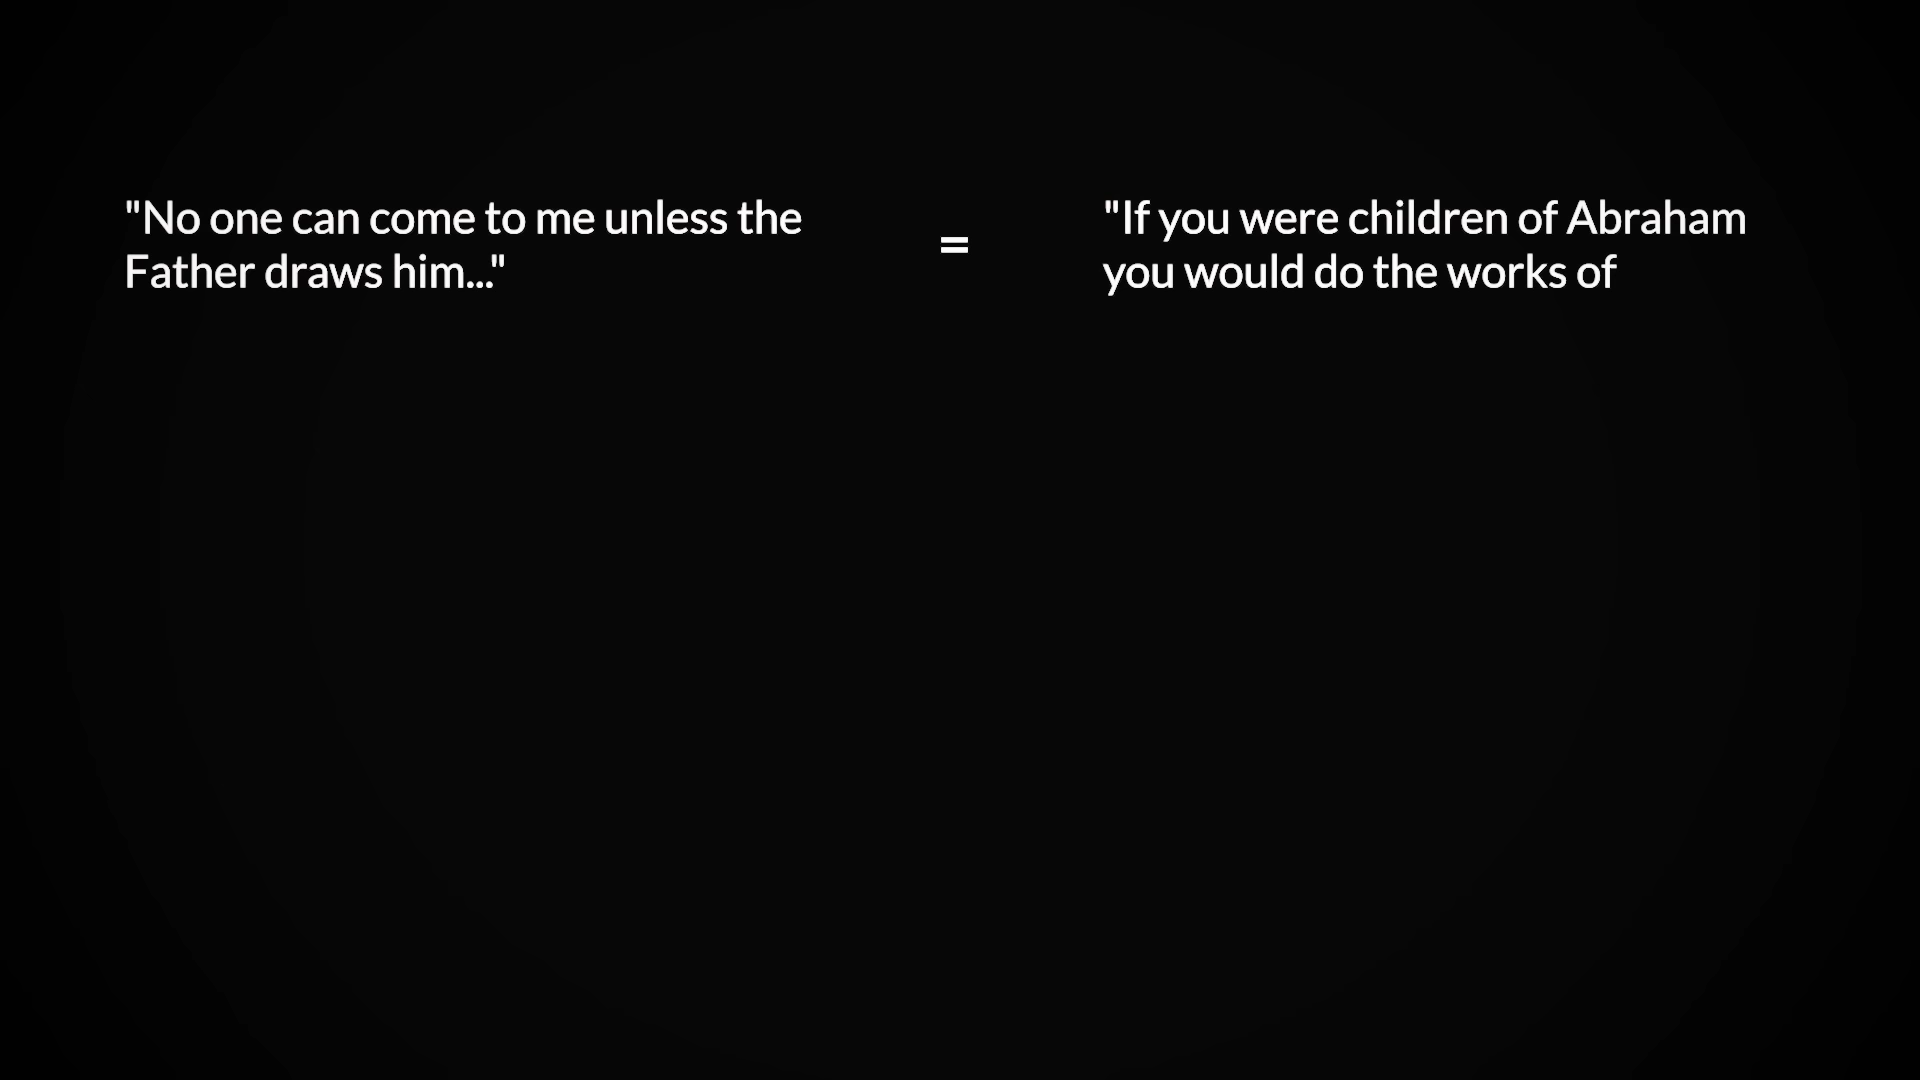 "No one can come to me unless the
Father draws him..."
=
"If you were children of Abraham
you would do the works of